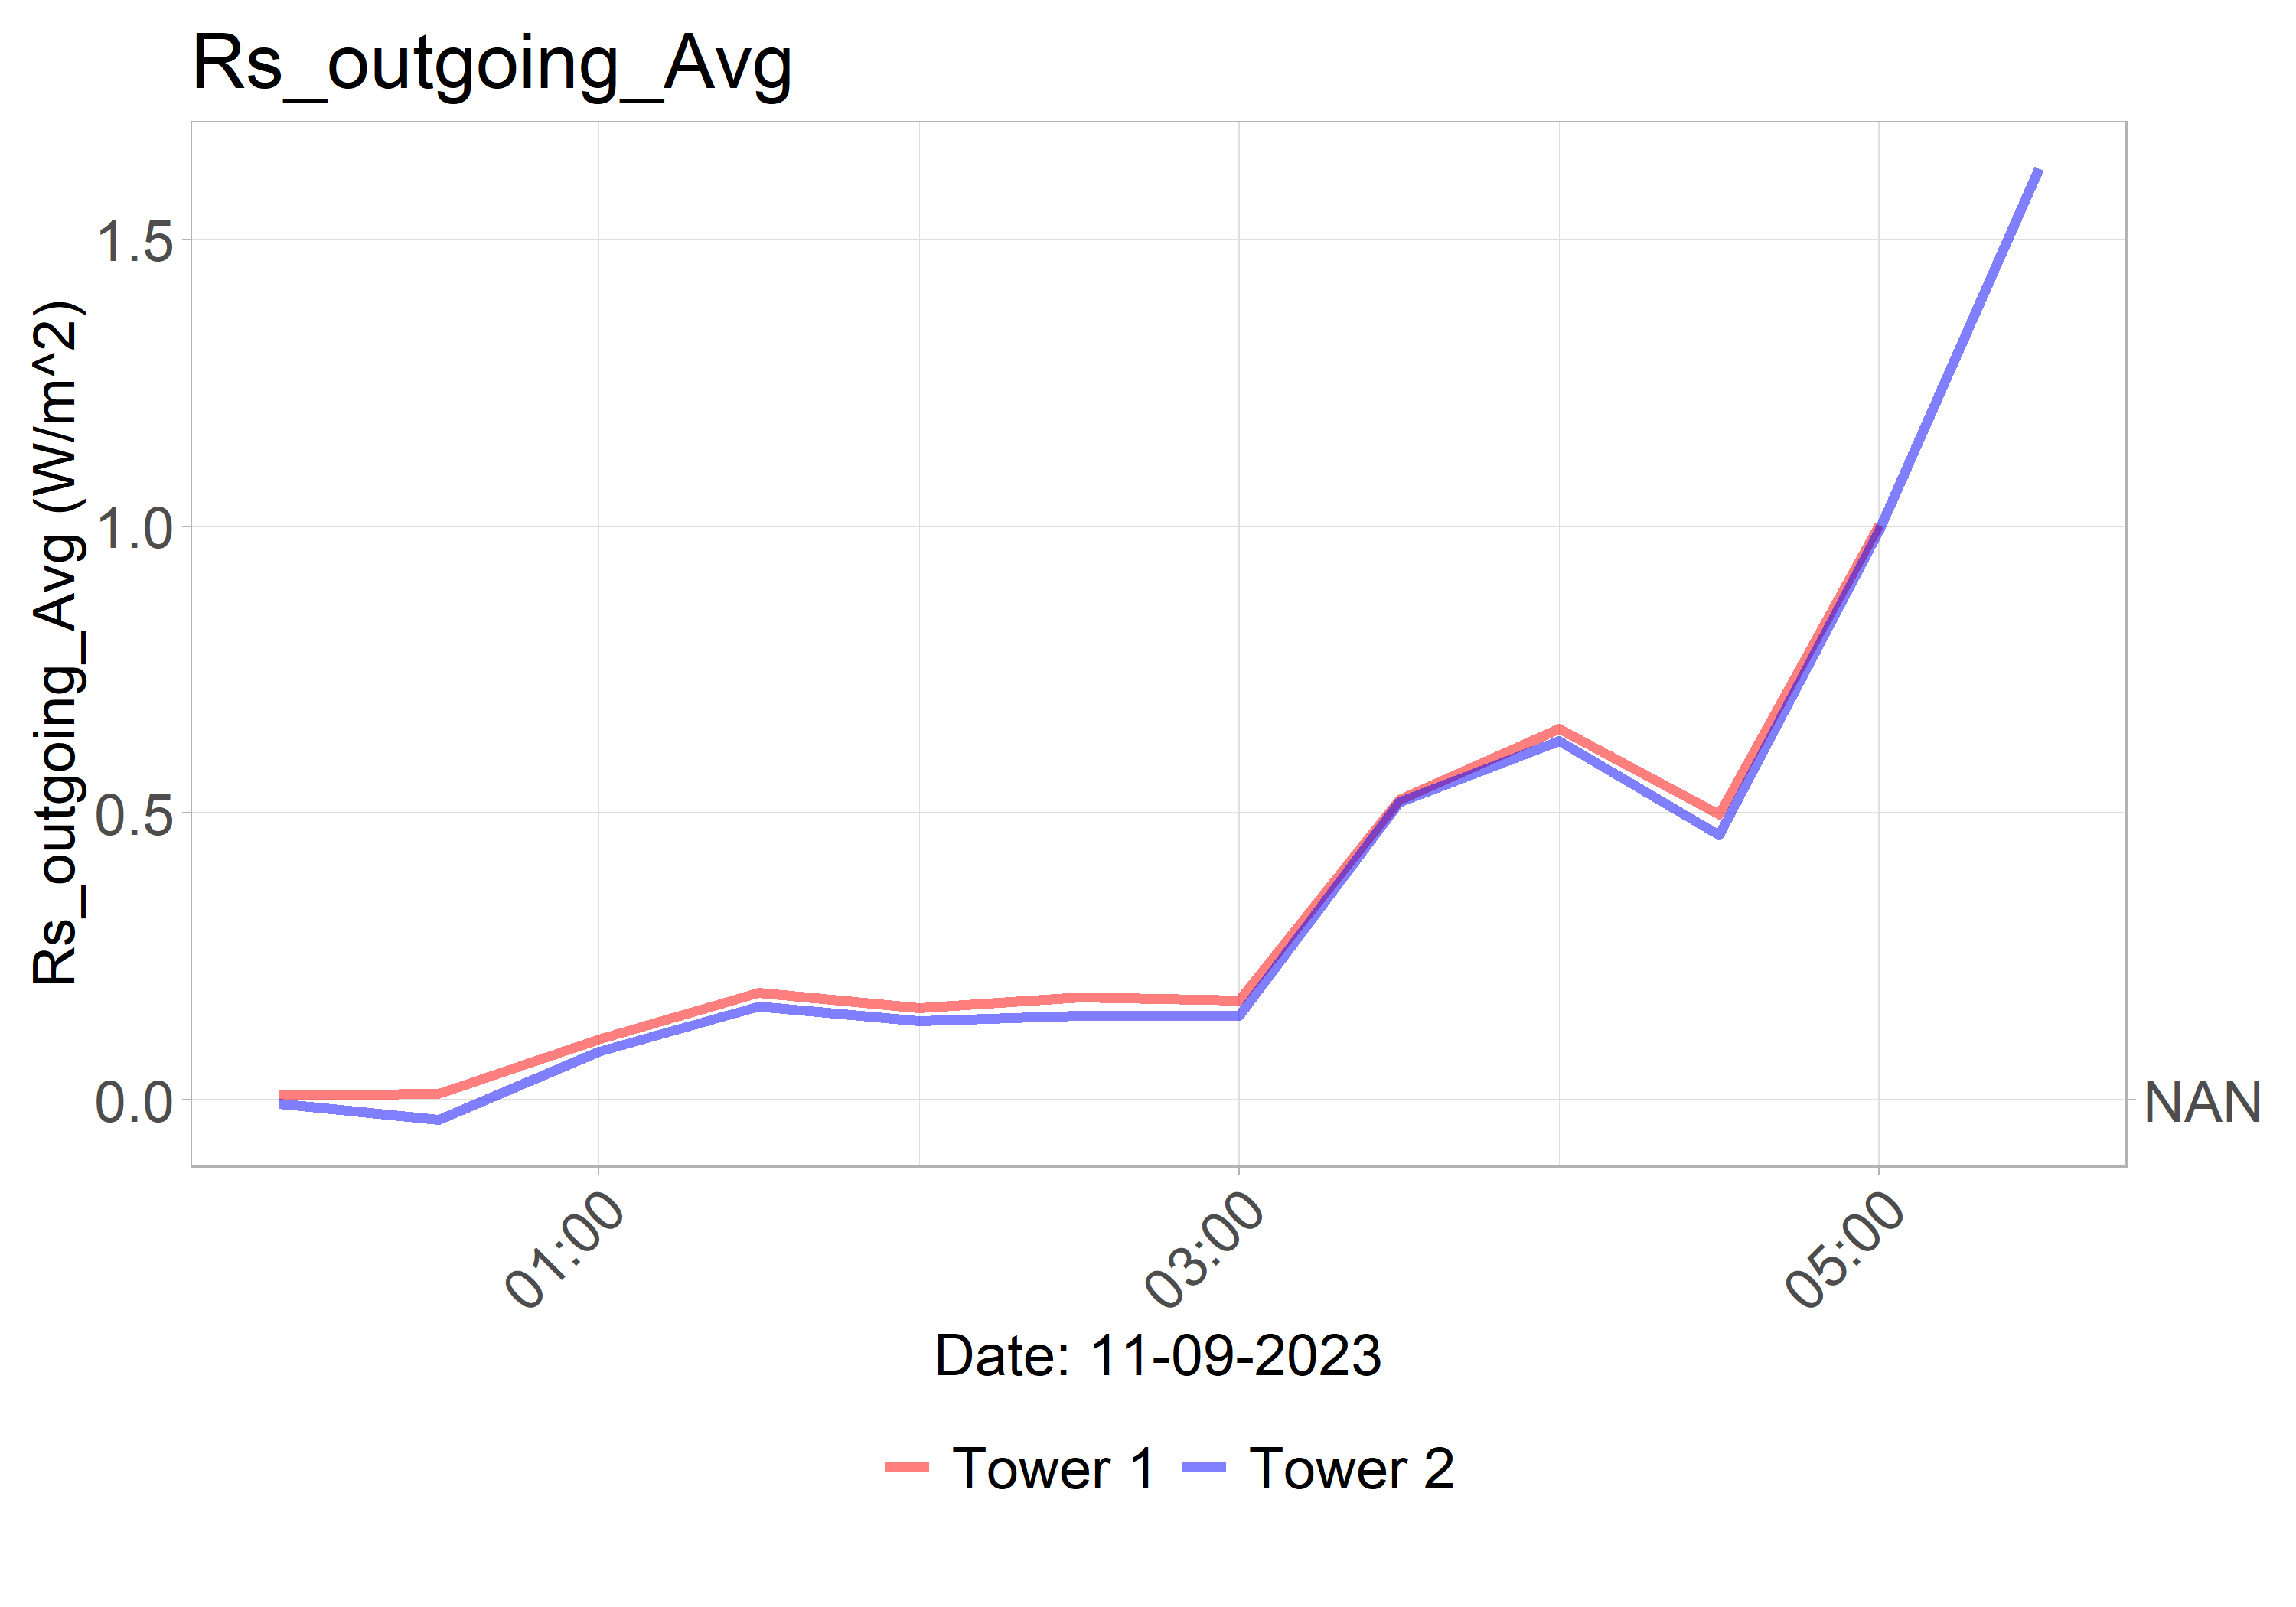 Rs_outgoing_Avg
Rs_outgoing_Avg (W/m^2)
1.5
1.0
0.5
0.0
NAN
01:00
03:00
05:00
Date: 11-09-2023
Tower 1
Tower 2